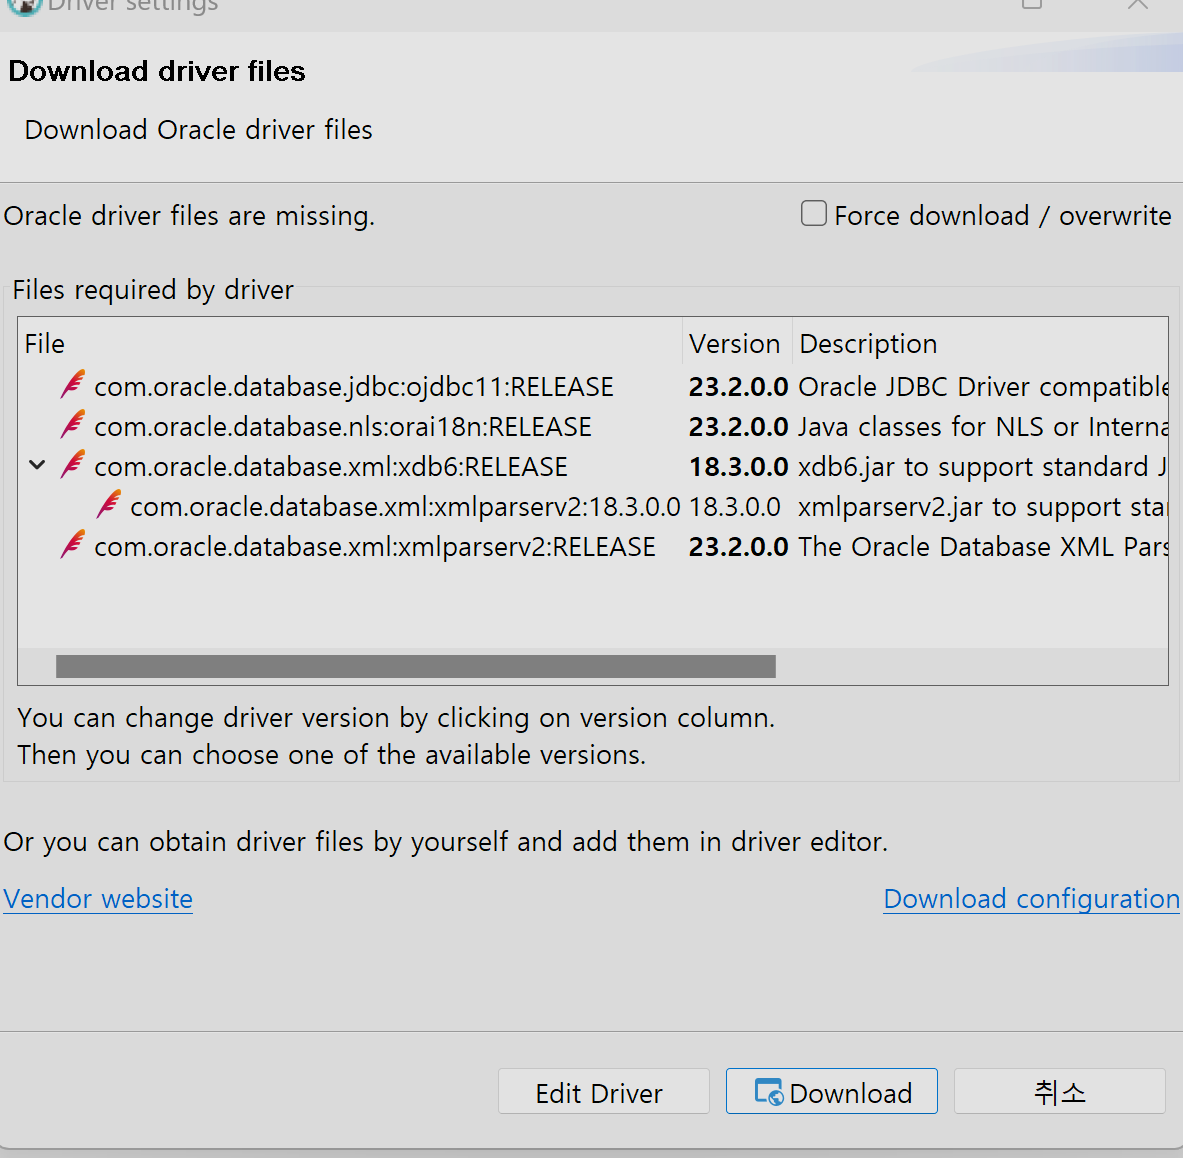 Driver settings
Download driver files
Download Oracle driver files
Oracle driver files are missing.
Force download / overwrite
Files required by driver
File Version Description
com.oracle.database.jdbc:ojdbc11:RELEASE 23.2.0.0 Oracle JDBC Driver compatible
com.oracle.database.nls:orai18n:RELEASE 23.2.0.0 Java classes for NLS or Interna
com.oracle.database.xml:xdb6:RELEASE 18.3.0.0 xdb6.jar to support standard J
com.oracle.database.xml:xmlparserv2:18.3.0.0 18.3.0.0 xmlparserv2.jar to support sta
com.oracle.database.xml:xmlparserv2:RELEASE 23.2.0.0 The Oracle Database XML Pars
You can change driver version by clicking on version column.
Then you can choose one of the available versions.
Or you can obtain driver files by yourself and add them in driver editor.
Vendor website
Download configuration
Edit Driver
Download
취소